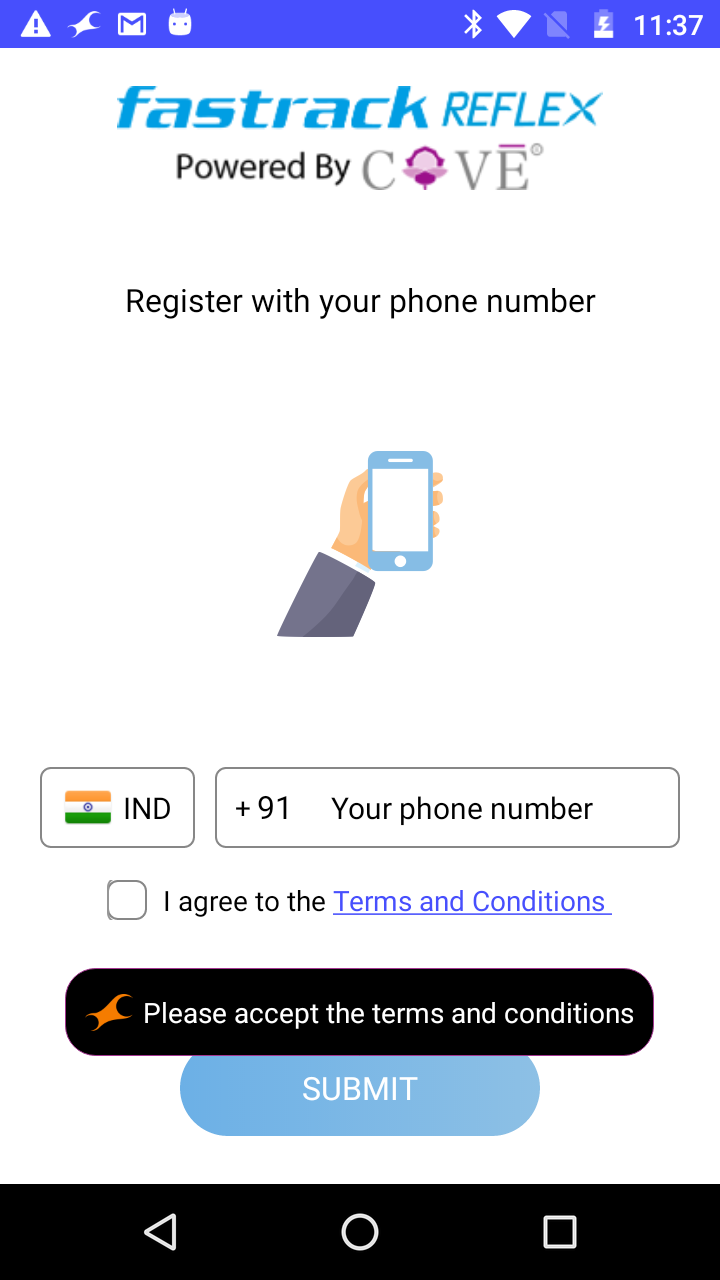 11:37
fastrack REFLEX
Powered By COVĒ®
Register with your phone number
IND +91 Your phone number
I agree to the Terms and Conditions
Please accept the terms and conditions
SUBMIT